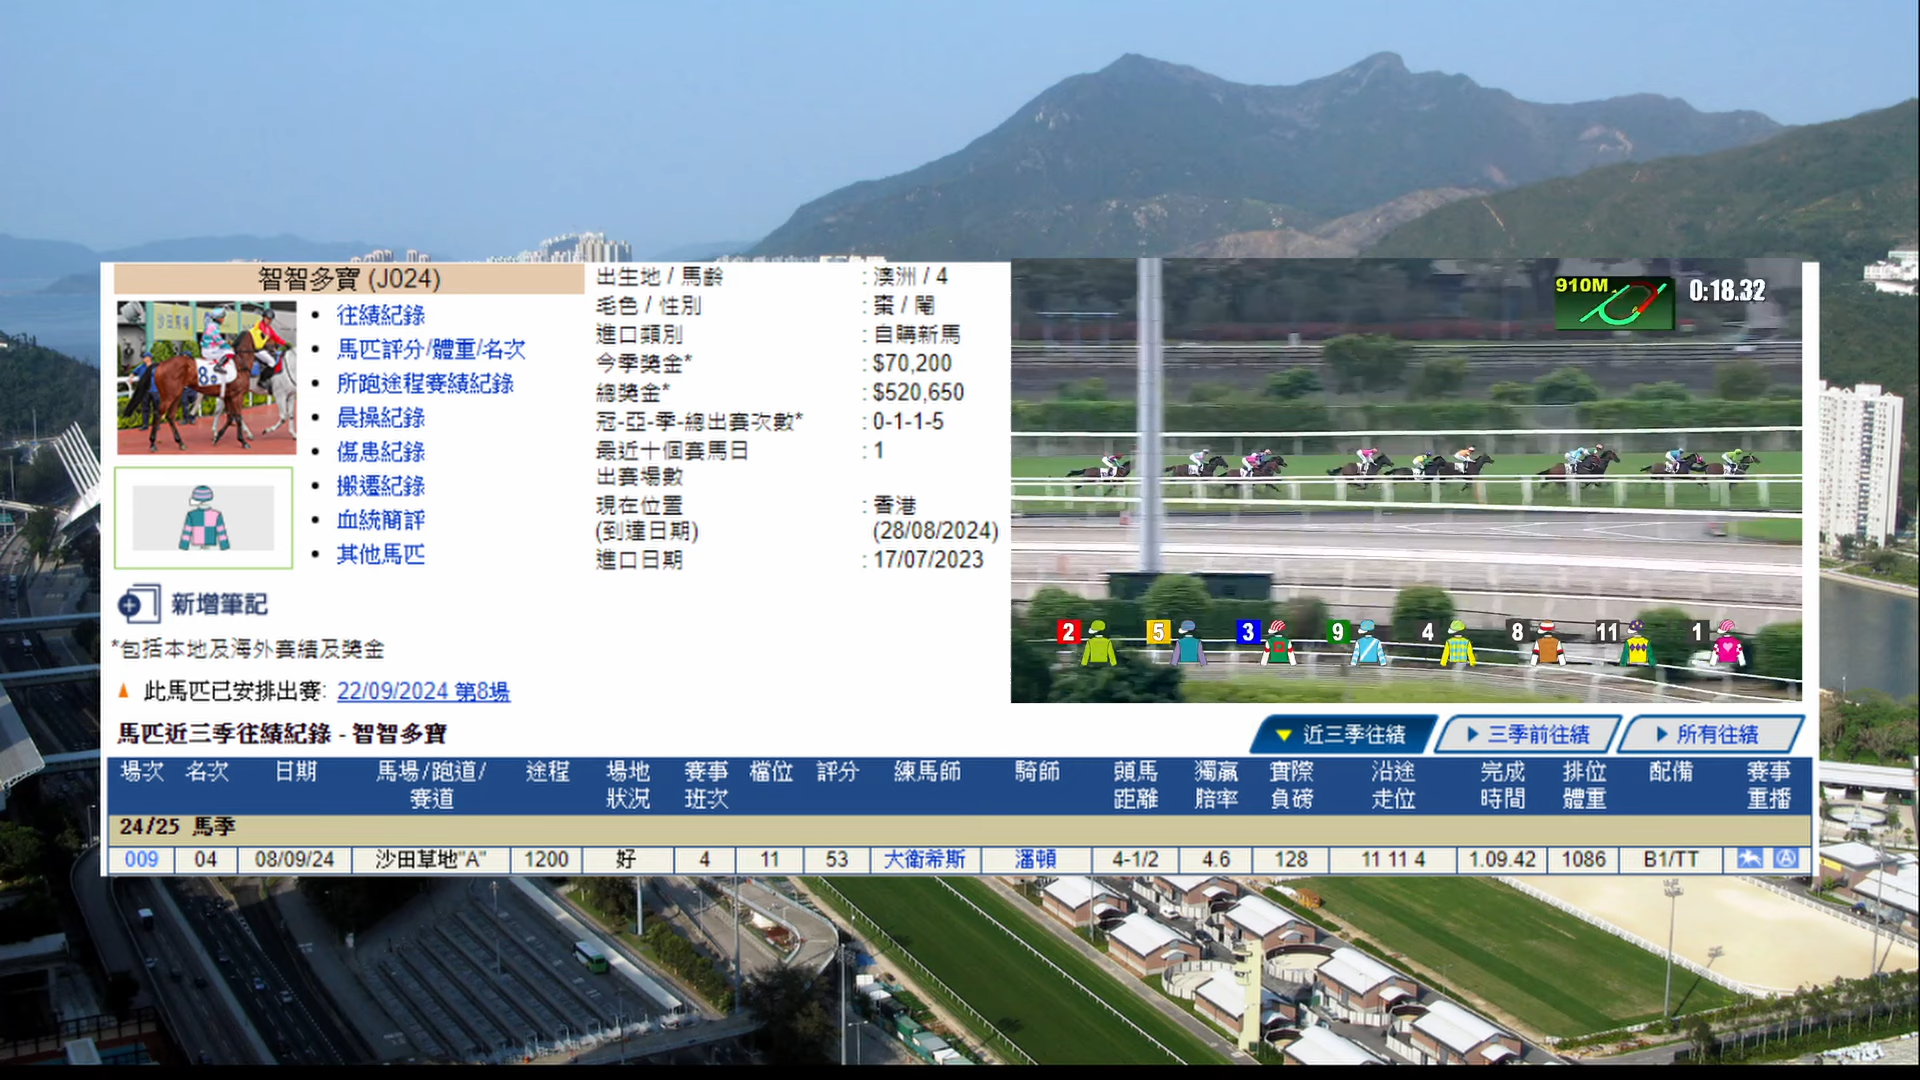 智智多寶 (J024)
沙田馬場
8
往績紀錄
馬匹評分/體重/名次
所跑途程賽績紀錄
晨操紀錄
傷患紀錄
搬遷紀錄
血統簡評
其他馬匹
新增筆記
*包括本地及海外賽績及獎金
此馬匹已安排出賽: 22/09/2024 第8場
出生地 / 馬齡 : 澳洲 / 4
毛色 / 性別 : 棗 / 閹
進口類別 : 自購新馬
今季獎金* : $70,200
總獎金* : $520,650
冠-亞-季-總出賽次數* : 0-1-1-5
最近十個賽馬日 : 1
出賽場數
現在位置 : 香港
(到達日期) (28/08/2024)
進口日期 : 17/07/2023
910M 0:18.32
2 5 3 9 4 8 11 1
馬匹近三季往績紀錄 - 智智多寶
近三季往績 三季前往績 所有往績
場次 名次 日期 馬場/跑道/ 途程 場地 賽事 檔位 評分 練馬師 騎師 頭馬 獨贏 實際 沿途 完成 排位 配備 賽事
賽道 狀況 班次 距離 賠率 負磅 走位 時間 體重 重播
24/25 馬季
009 04 08/09/24 沙田草地"A" 1200 好 4 11 53 大衛希斯 潘頓 4-1/2 4.6 128 11 11 4 1.09.42 1086 B1/TT A